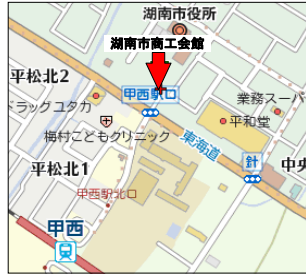 湖南市役所
湖南市商工会館
平松北2
甲西駅口
業務スーパ
ドラッグユタカ
平和堂
梅村こどもクリニック
東海道
針
中央
平松北1
甲西駅北口
甲西